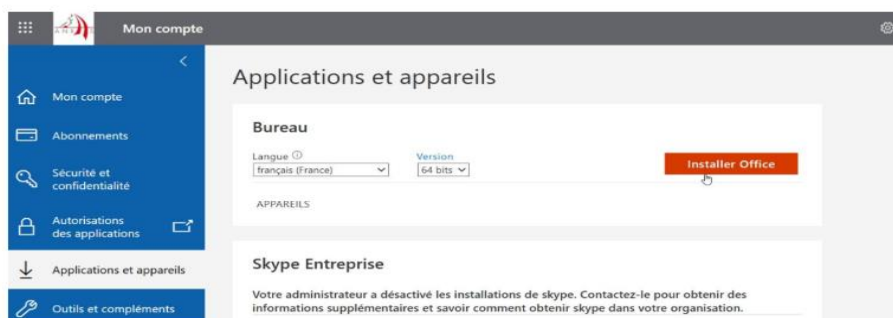 Mon compte
Applications et appareils
Mon compte
Abonnements
Sécurité et
confidentialité
Autorisations
des applications
Applications et appareils
Outils et compléments
Bureau
Langue
Version
français (France)
64 bits
Installer Office
APPAREILS
Skype Entreprise
Votre administrateur a désactivé les installations de skype. Contactez-le pour obtenir des
informations supplémentaires et savoir comment obtenir skype dans votre organisation.